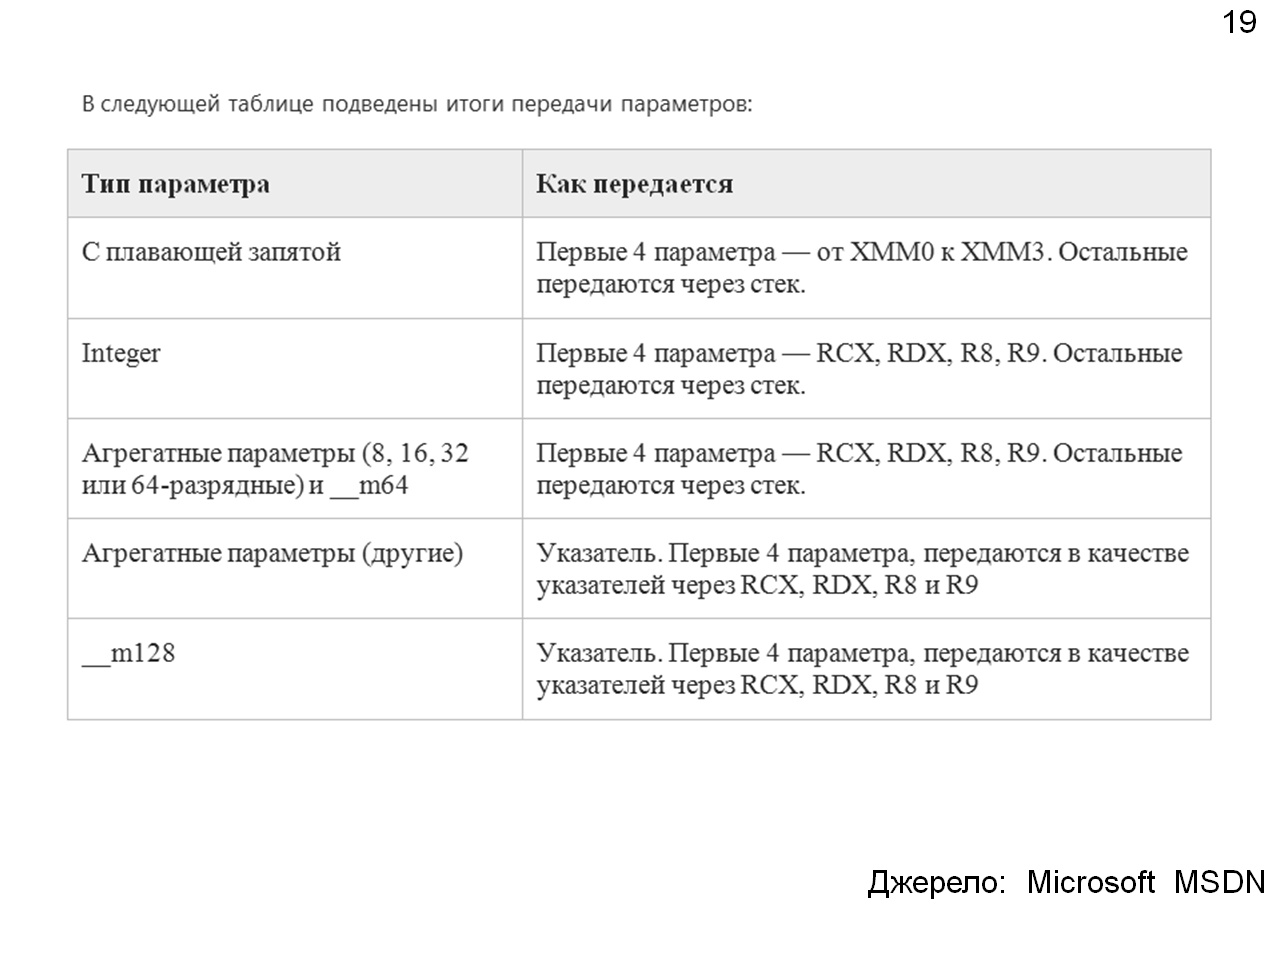 19
В следующей таблице подведены итоги передачи параметров:
Тип параметра
Как передается
С плавающей запятой
Первые 4 параметра — от XMM0 к XMM3. Остальные
передаются через стек.
Integer
Первые 4 параметра — RCX, RDX, R8, R9. Остальные
передаются через стек.
Агрегатные параметры (8, 16, 32
или 64-разрядные) и __m64
Первые 4 параметра — RCX, RDX, R8, R9. Остальные
передаются через стек.
Агрегатные параметры (другие)
Указатель. Первые 4 параметра, передаются в качестве
указателей через RCX, RDX, R8 и R9
__m128
Указатель. Первые 4 параметра, передаются в качестве
указателей через RCX, RDX, R8 и R9
Джерело: Microsoft MSDN